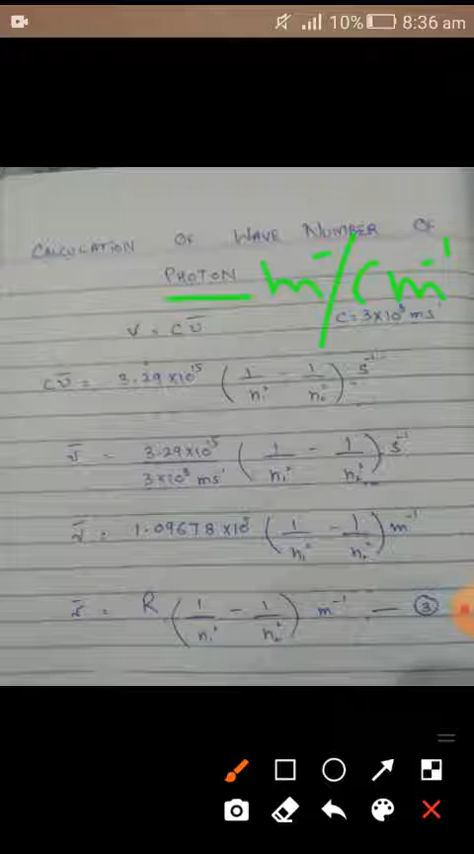 10% 8:36 am
CALCULATION OF WAVE NUMBER OF
PHOTON m⁻/cm⁻¹
ν = Cν̄ C = 3×10⁸ ms⁻¹
Cν̄ = 3.29×10¹⁵ (1/n₁² - 1/n₂²) s⁻¹
ν̄ = 3.29×10¹⁵/3×10⁸ ms⁻¹ (1/n₁² - 1/n₂²) s⁻¹
ν̄ = 1.09678×10⁷ (1/n₁² - 1/n₂²) m⁻¹
ν̄ = R (1/n₁² - 1/n₂²) m⁻¹ — ③